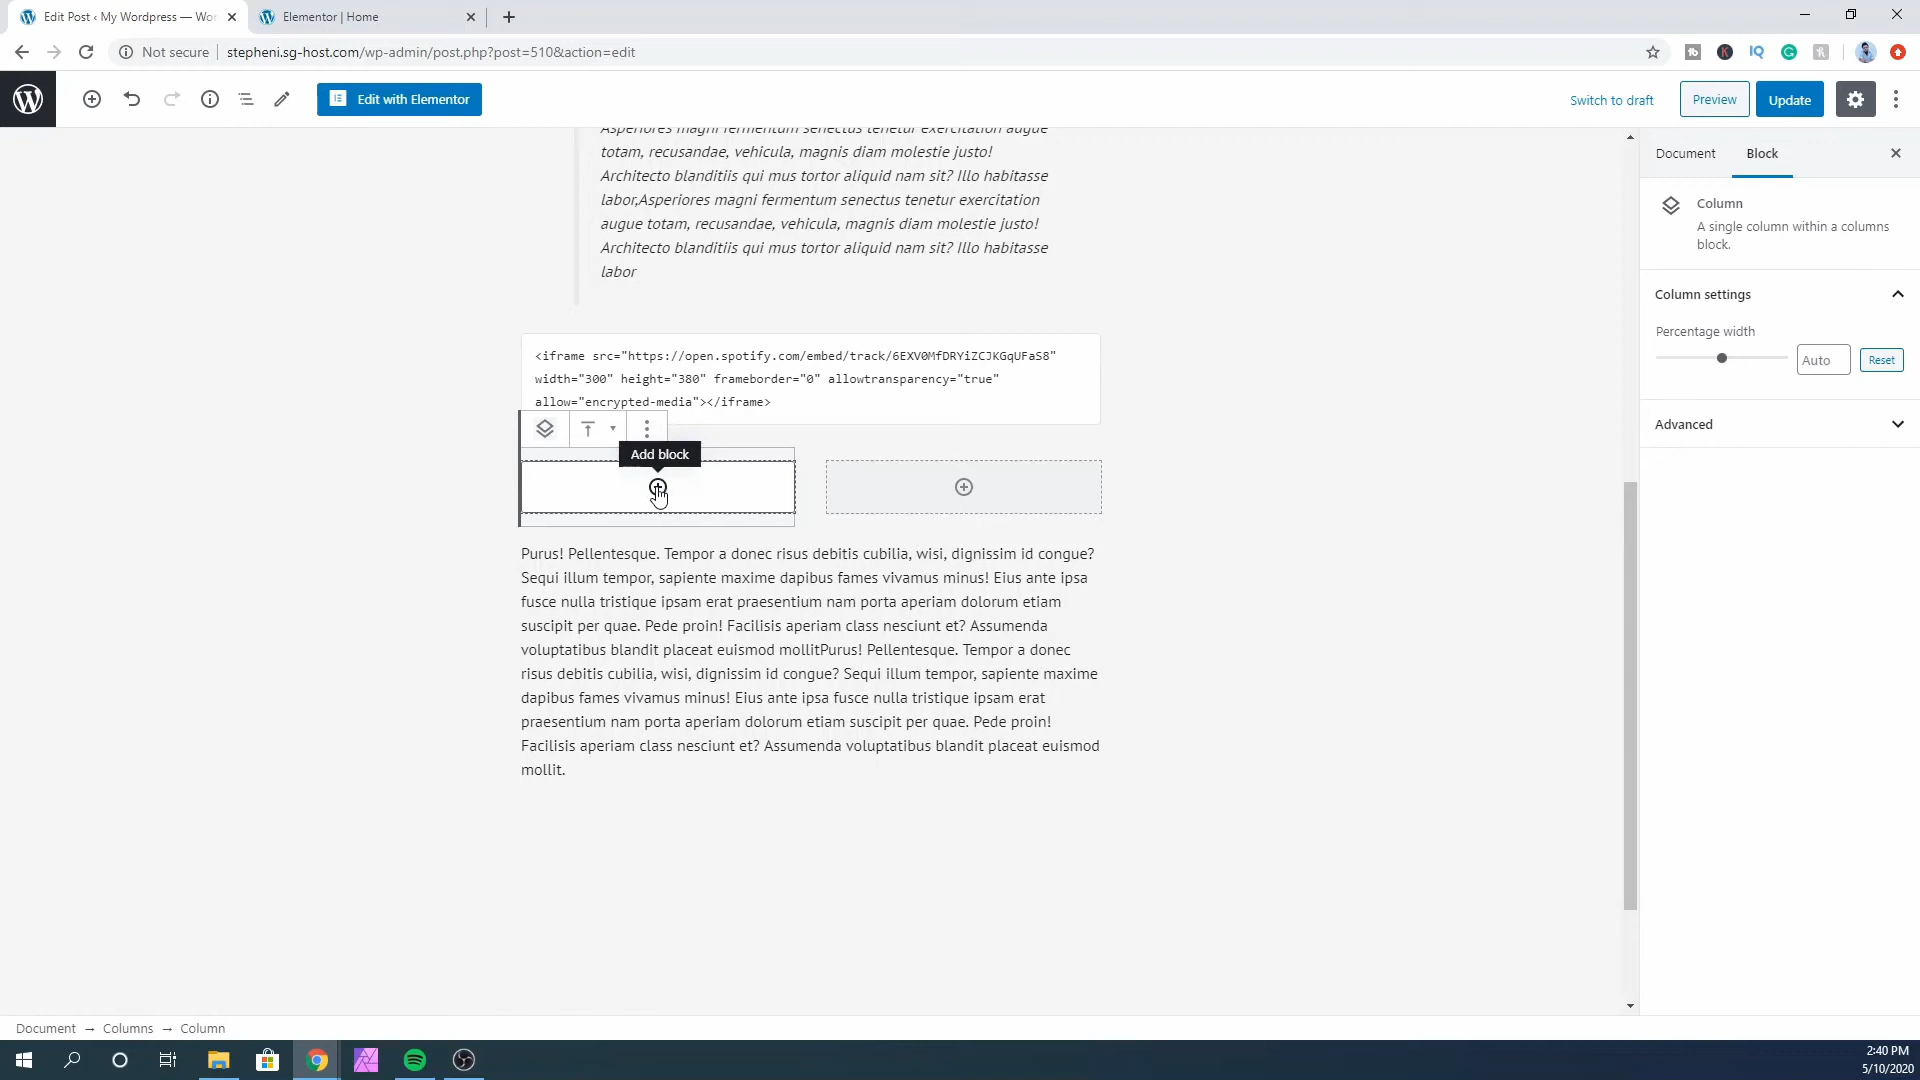 Edit Post ‹ My Wordpress — Wor
Elementor | Home
Not secure
stepheni.sg-host.com/wp-admin/post.php?post=510&action=edit
Edit with Elementor
Switch to draft
Preview
Update
Asperiores magni fermentum senectus tenetur exercitation augue
totam, recusandae, vehicula, magnis diam molestie justo!
Architecto blanditiis qui mus tortor aliquid nam sit? Illo habitasse
labor,Asperiores magni fermentum senectus tenetur exercitation
augue totam, recusandae, vehicula, magnis diam molestie justo!
Architecto blanditiis qui mus tortor aliquid nam sit? Illo habitasse
labor
<iframe src="https://open.spotify.com/embed/track/6EXV0MfDRYiZCJKGqUFaS8"
width="300" height="380" frameborder="0" allowtransparency="true"
allow="encrypted-media"></iframe>
Add block
Purus! Pellentesque. Tempor a donec risus debitis cubilia, wisi, dignissim id congue?
Sequi illum tempor, sapiente maxime dapibus fames vivamus minus! Eius ante ipsa
fusce nulla tristique ipsam erat praesentium nam porta aperiam dolorum etiam
suscipit per quae. Pede proin! Facilisis aperiam class nesciunt et? Assumenda
voluptatibus blandit placeat euismod mollitPurus! Pellentesque. Tempor a donec
risus debitis cubilia, wisi, dignissim id congue? Sequi illum tempor, sapiente maxime
dapibus fames vivamus minus! Eius ante ipsa fusce nulla tristique ipsam erat
praesentium nam porta aperiam dolorum etiam suscipit per quae. Pede proin!
Facilisis aperiam class nesciunt et? Assumenda voluptatibus blandit placeat euismod
mollit.
Document
Block
Column
A single column within a columns
block.
Column settings
Percentage width
Auto
Reset
Advanced
Document → Columns → Column
2:40 PM
5/10/2020